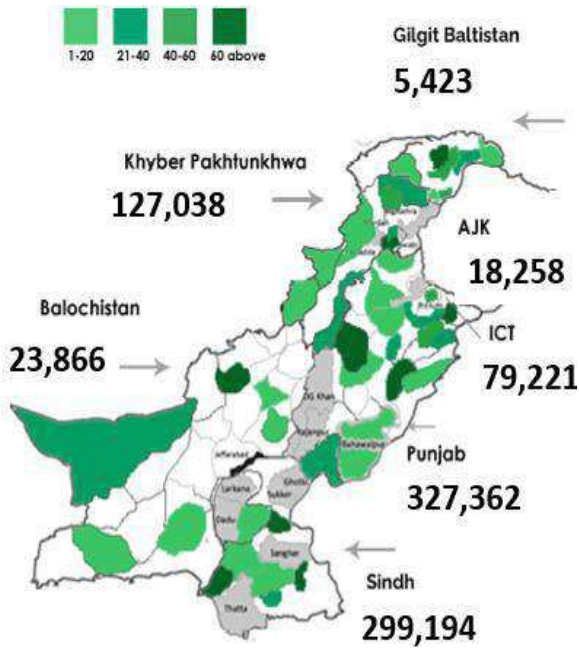 1-20 21-40 40-60 60 above
Gilgit Baltistan
5,423
Khyber Pakhtunkhwa
127,038
AJK
18,258
Balochistan
23,866
ICT
79,221
DG Khan
Rajanpur
Bahawalpur
Punjab
327,362
Jaffarabad
Larkana
Ghotki
Sukker
Dadu
Sanghar
Sindh
299,194
Thatta